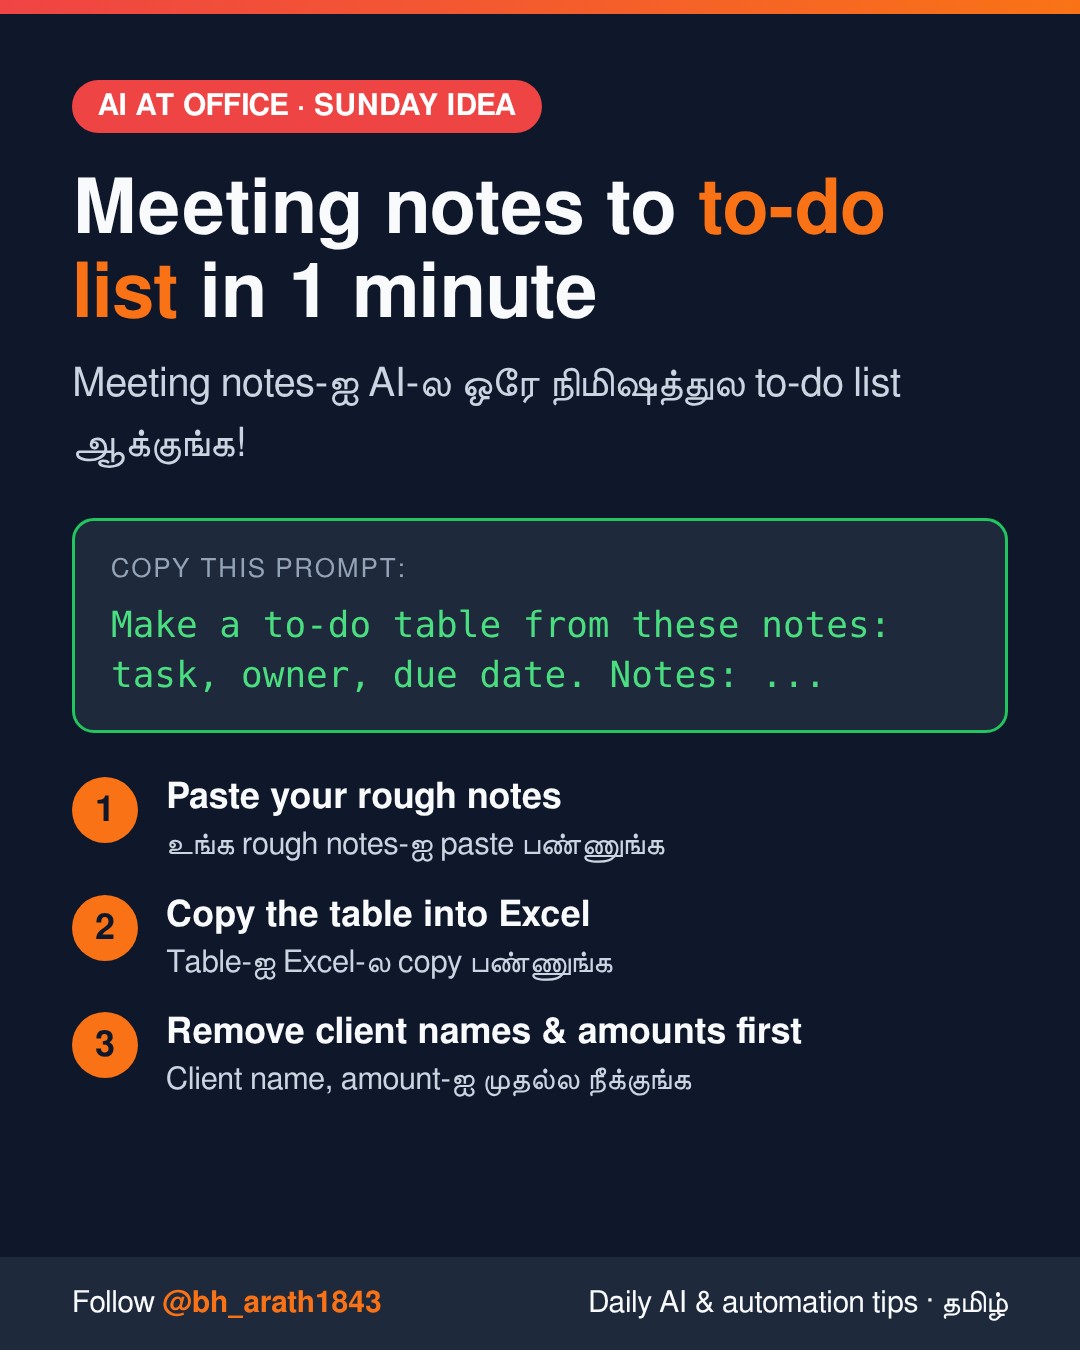 AI AT OFFICE · SUNDAY IDEA
Meeting notes to to-do
list in 1 minute
Meeting notes-ஐ AI-ல ஒரே நிமிஷத்துல to-do list
ஆக்குங்க!
COPY THIS PROMPT:
Make a to-do table from these notes:
task, owner, due date. Notes: ...
1 Paste your rough notes
உங்க rough notes-ஐ paste பண்ணுங்க
2 Copy the table into Excel
Table-ஐ Excel-ல copy பண்ணுங்க
3 Remove client names & amounts first
Client name, amount-ஐ முதல்ல நீக்குங்க
Follow @bh_arath1843 Daily AI & automation tips · தமிழ்